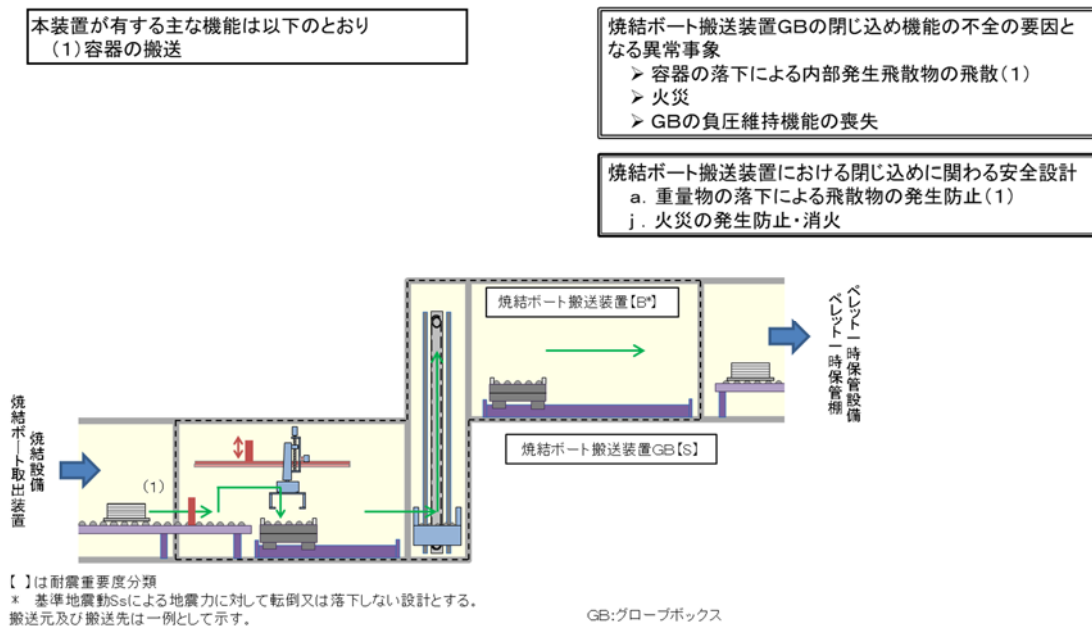 本装置が有する主な機能は以下のとおり
(1)容器の搬送
焼結ボート搬送装置GBの閉じ込め機能の不全の要因と
なる異常事象
➢ 容器の落下による内部発生飛散物の飛散(1)
➢ 火災
➢ GBの負圧維持機能の喪失
焼結ボート搬送装置における閉じ込めに関わる安全設計
a. 重量物の落下による飛散物の発生防止(1)
j. 火災の発生防止・消火
焼結ボート搬送装置【B*】
ペレット一時保管設備
ペレット一時保管棚
焼結ボート搬送装置GB【S】
焼結設備
焼結ボート取出装置
(1)
【 】は耐震重要度分類
* 基準地震動Ssによる地震力に対して転倒又は落下しない設計とする。
搬送元及び搬送先は一例として示す。
GB:グローブボックス